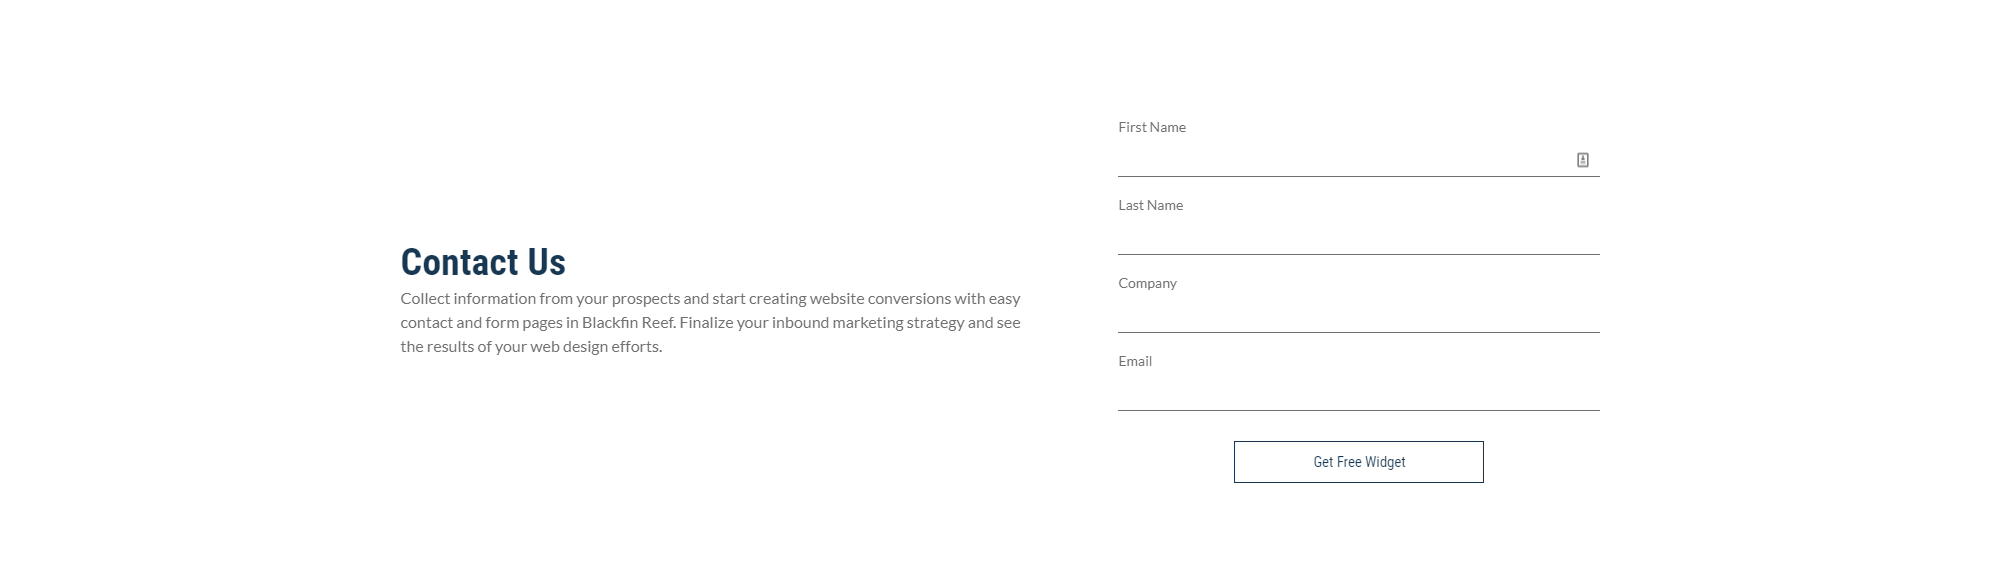 Contact Us
Collect information from your prospects and start creating website conversions with easy
contact and form pages in Blackfin Reef. Finalize your inbound marketing strategy and see
the results of your web design efforts.
First Name
Last Name
Company
Email
Get Free Widget